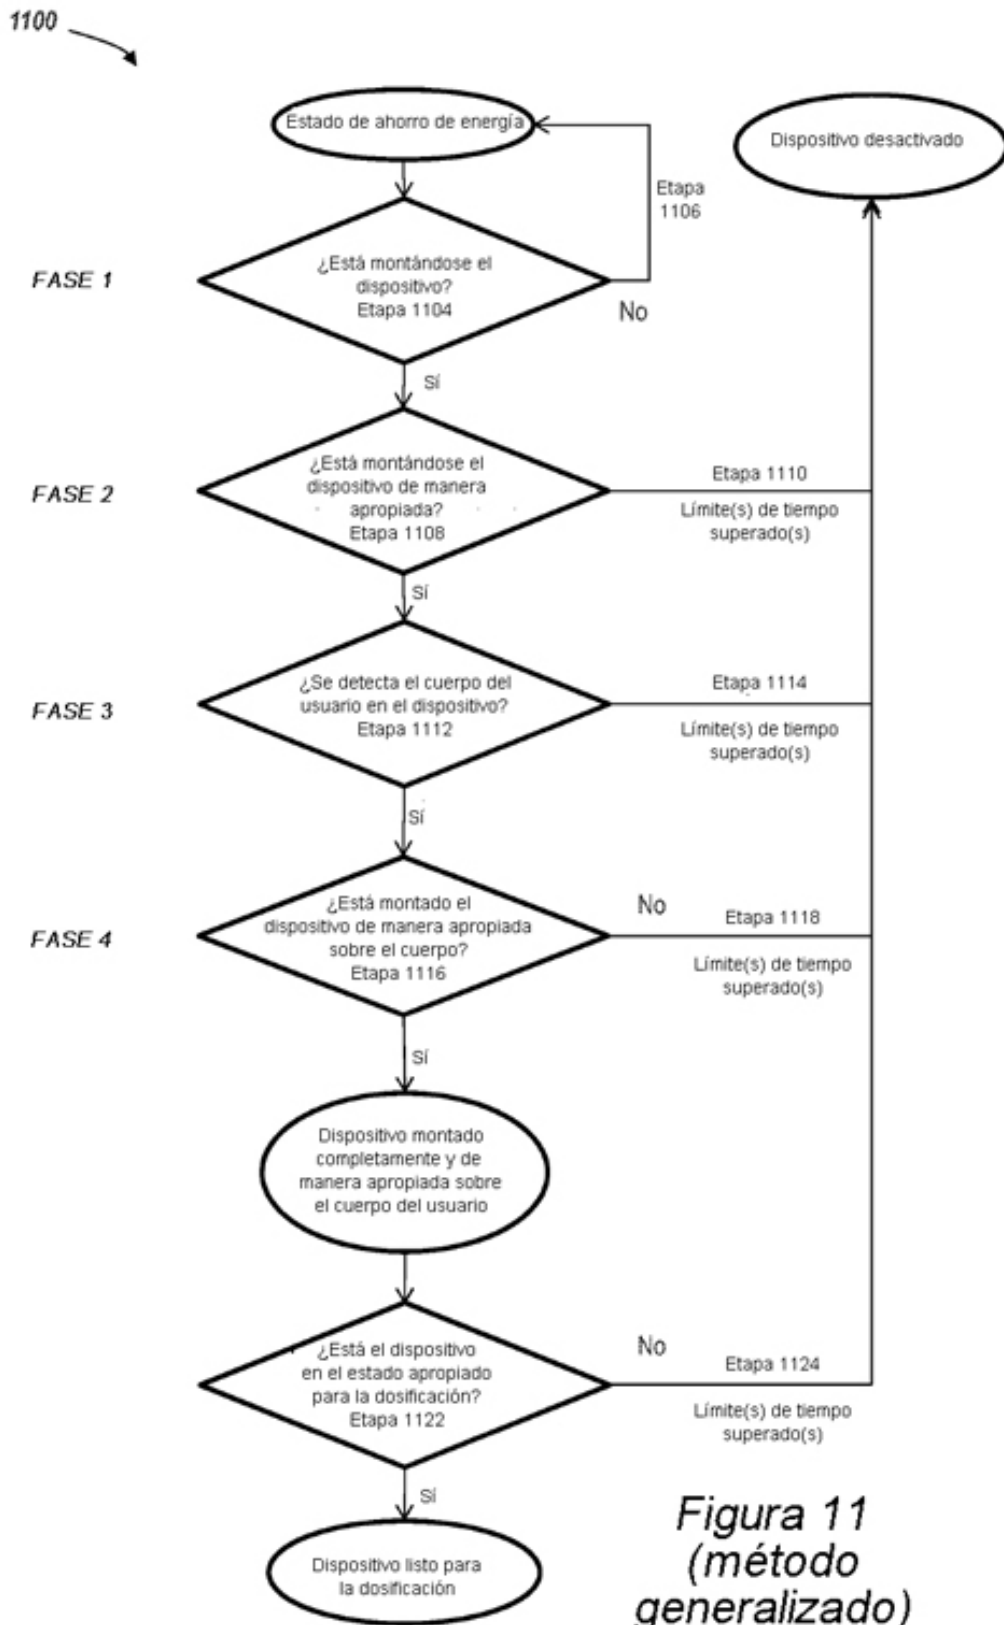 1100
Estado de ahorro de energía
Dispositivo desactivado
Etapa
1106
FASE 1
¿Está montándose el
dispositivo?
Etapa 1104
No
Sí
FASE 2
¿Está montándose el
dispositivo de manera
apropiada?
Etapa 1108
Etapa 1110
Límite(s) de tiempo
superado(s)
Sí
FASE 3
¿Se detecta el cuerpo del
usuario en el dispositivo?
Etapa 1112
Etapa 1114
Límite(s) de tiempo
superado(s)
Sí
FASE 4
¿Está montado el
dispositivo de manera apropiada
sobre el cuerpo?
Etapa 1116
No
Etapa 1118
Límite(s) de tiempo
superado(s)
Sí
Dispositivo montado
completamente y de
manera apropiada sobre
el cuerpo del usuario
¿Está el dispositivo
en el estado apropiado
para la dosificación?
Etapa 1122
No
Etapa 1124
Límite(s) de tiempo
superado(s)
Sí
Dispositivo listo para
la dosificación
Figura 11
(método
generalizado)